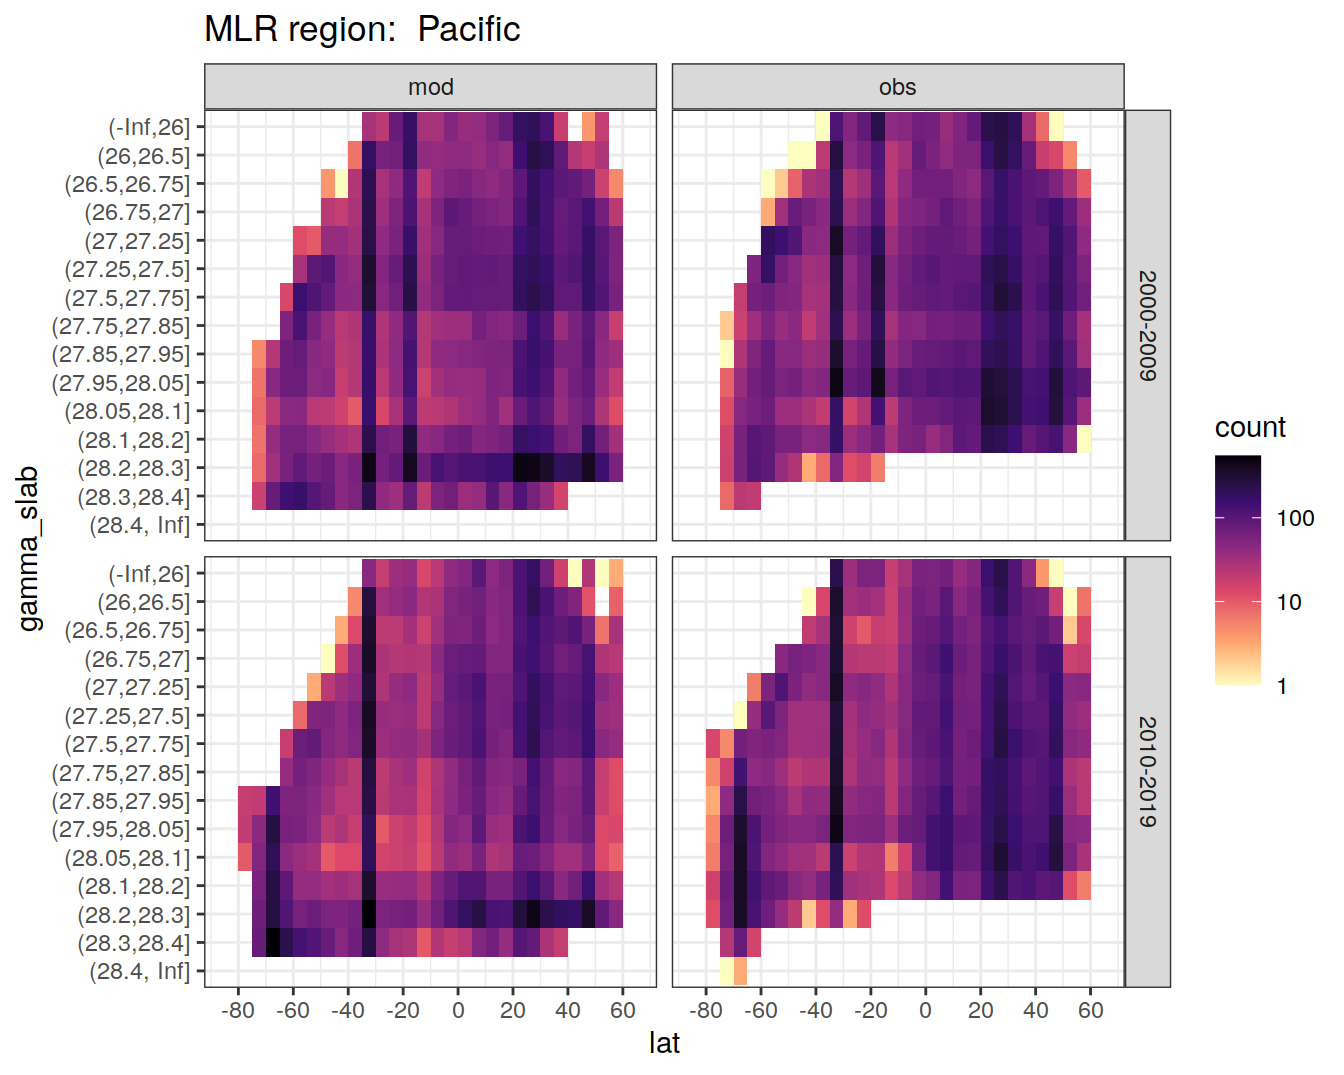 MLR region:  Pacific
mod
obs
(-Inf,26]
(26,26.5]
(26.5,26.75]
(26.75,27]
(27,27.25]
(27.25,27.5]
(27.5,27.75]
(27.75,27.85]
(27.85,27.95]
(27.95,28.05]
(28.05,28.1]
(28.1,28.2]
(28.2,28.3]
(28.3,28.4]
(28.4, Inf]
2000-2009
(-Inf,26]
(26,26.5]
(26.5,26.75]
(26.75,27]
(27,27.25]
(27.25,27.5]
(27.5,27.75]
(27.75,27.85]
(27.85,27.95]
(27.95,28.05]
(28.05,28.1]
(28.1,28.2]
(28.2,28.3]
(28.3,28.4]
(28.4, Inf]
2010-2019
gamma_slab
-80 -60 -40 -20 0 20 40 60
-80 -60 -40 -20 0 20 40 60
lat
count
100
10
1